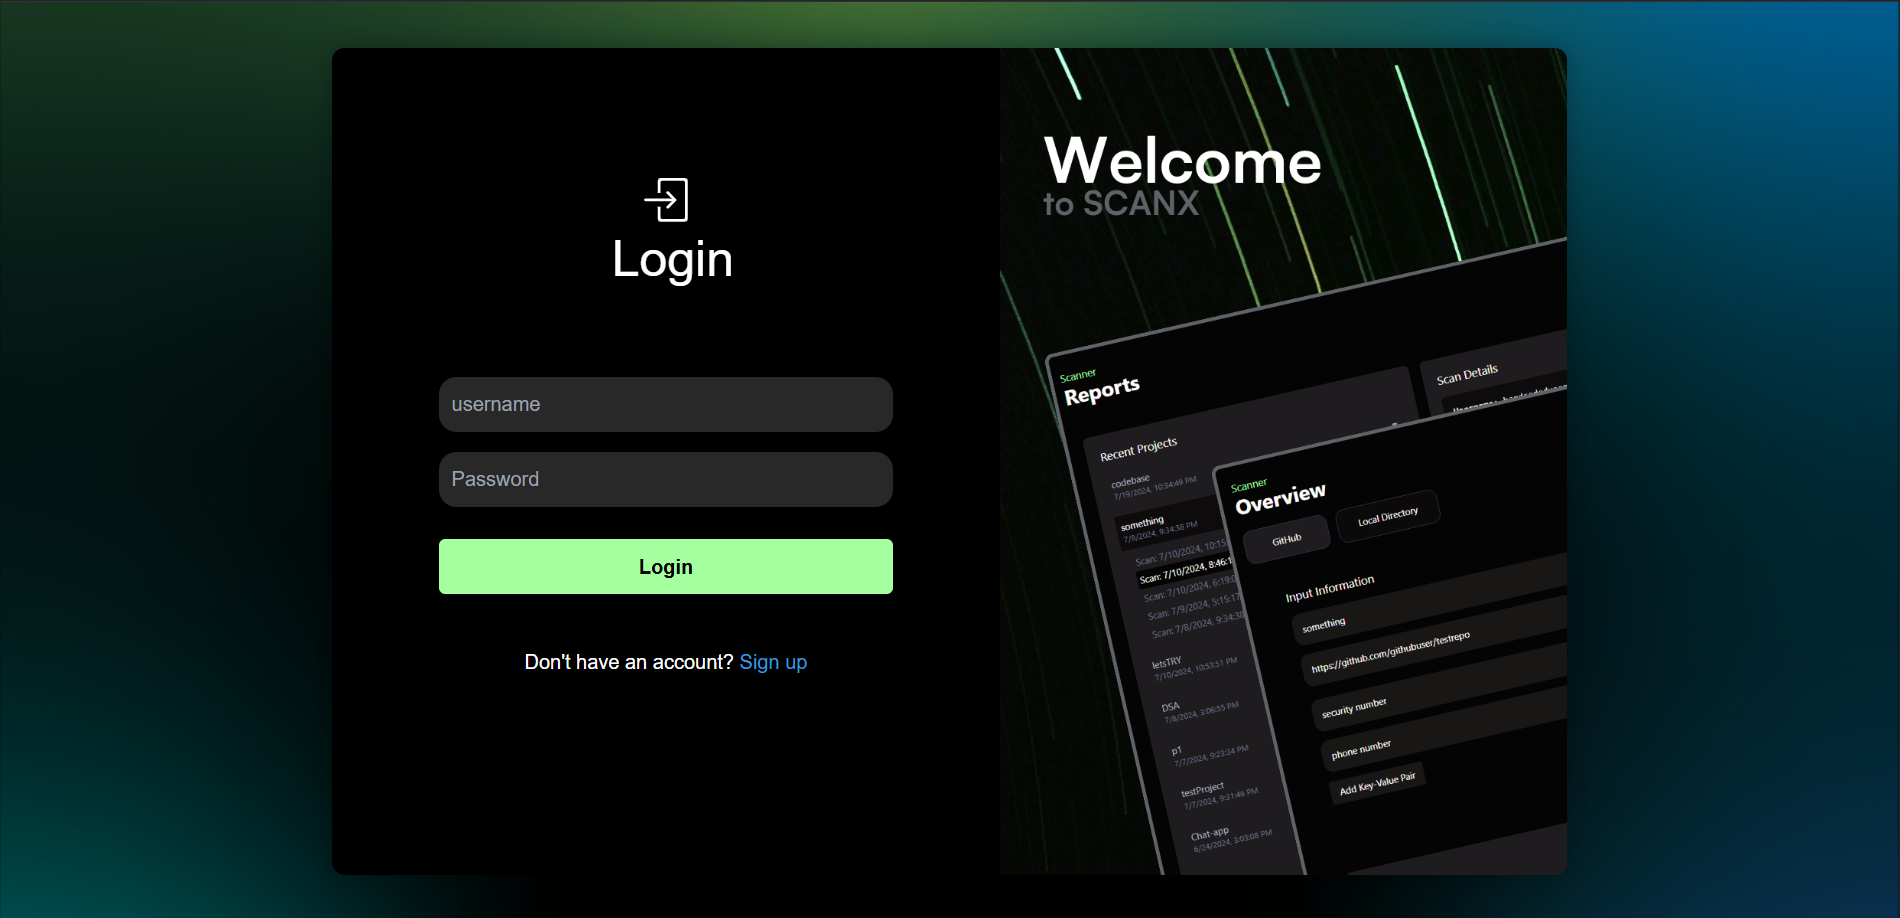 Login
username
Password
Login
Don't have an account? Sign up
Welcome
to SCANX
Scanner
Reports
Recent Projects
codebase
7/19/2024, 10:34:49 PM
something
7/8/2024, 9:34:38 PM
Scan: 7/10/2024, 10:15
Scan: 7/10/2024, 8:46:1
Scan: 7/10/2024, 6:19:0
Scan: 7/9/2024, 5:15:17
Scan: 7/8/2024, 9:34:38
letsTRY
7/10/2024, 10:53:51 PM
DSA
7/8/2024, 3:06:55 PM
p1
7/7/2024, 9:23:34 PM
testProject
7/7/2024, 9:31:46 PM
Chat-app
6/24/2024, 3:03:08 PM
Scan Details
Scanner
Overview
GitHub
Local Directory
Input Information
something
https://github.com/githubuser/testrepo
security number
phone number
Add Key-Value Pair